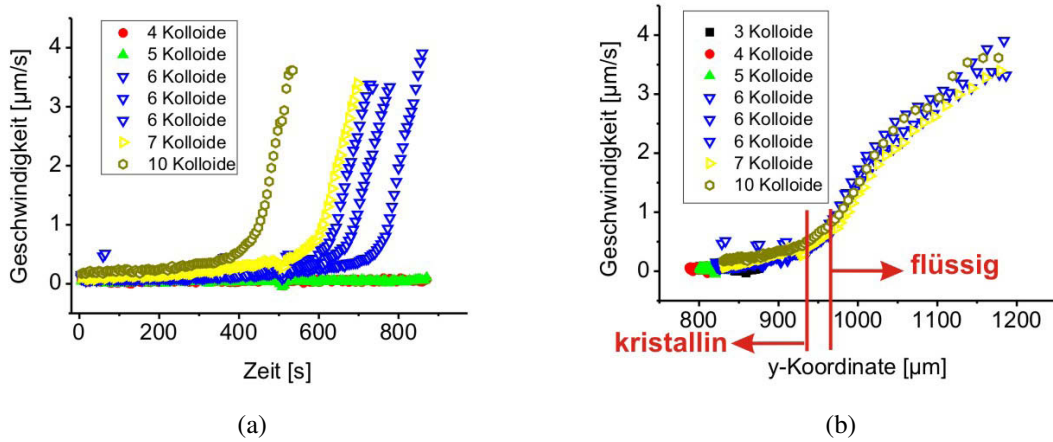 Geschwindigkeit [µm/s]
4
3
2
1
0
4 Kolloide
5 Kolloide
6 Kolloide
6 Kolloide
6 Kolloide
7 Kolloide
10 Kolloide
0 200 400 600 800
Zeit [s]
(a)
Geschwindigkeit [µm/s]
4
3
2
1
0
3 Kolloide
4 Kolloide
5 Kolloide
6 Kolloide
6 Kolloide
6 Kolloide
7 Kolloide
10 Kolloide
flüssig
800 900 1000 1100 1200
kristallin
y-Koordinate [µm]
(b)